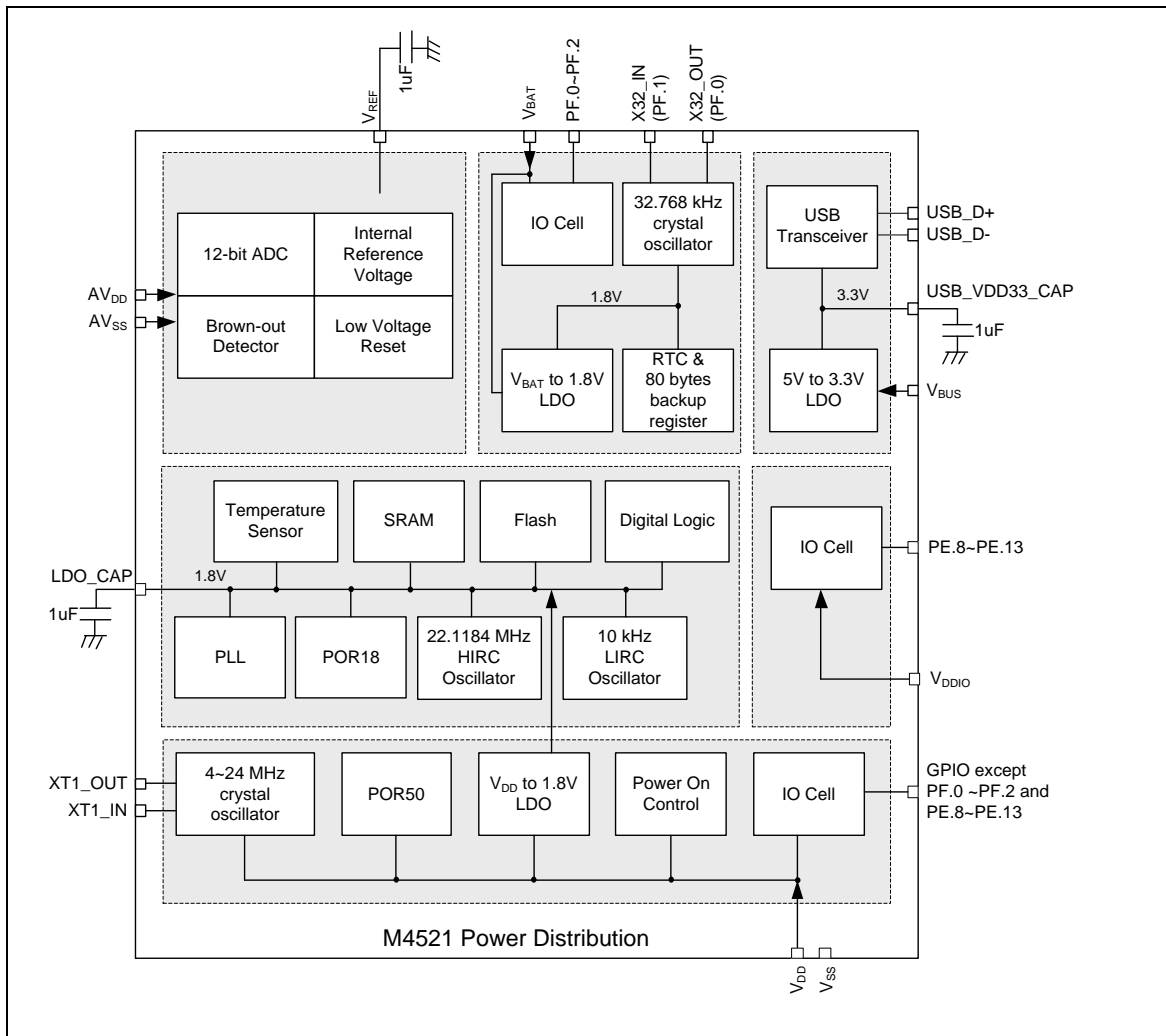 1uF
VREF
VBAT
PF.0~PF.2
X32_IN
(PF.1)
X32_OUT
(PF.0)
12-bit ADC
Internal
Reference
Voltage
Brown-out
Detector
Low Voltage
Reset
AVDD
AVSS
IO Cell
32.768 kHz
crystal
oscillator
1.8V
VBAT to 1.8V
LDO
RTC &
80 bytes
backup
register
USB
Transceiver
USB_D+
USB_D-
3.3V
USB_VDD33_CAP
1uF
5V to 3.3V
LDO
VBUS
Temperature
Sensor
SRAM
Flash
Digital Logic
LDO_CAP
1.8V
1uF
PLL
POR18
22.1184 MHz
HIRC
Oscillator
10 kHz
LIRC
Oscillator
IO Cell
PE.8~PE.13
VDDIO
XT1_OUT
XT1_IN
4~24 MHz
crystal
oscillator
POR50
VDD to 1.8V
LDO
Power On
Control
IO Cell
GPIO except
PF.0 ~PF.2 and
PE.8~PE.13
M4521 Power Distribution
VDD
VSS